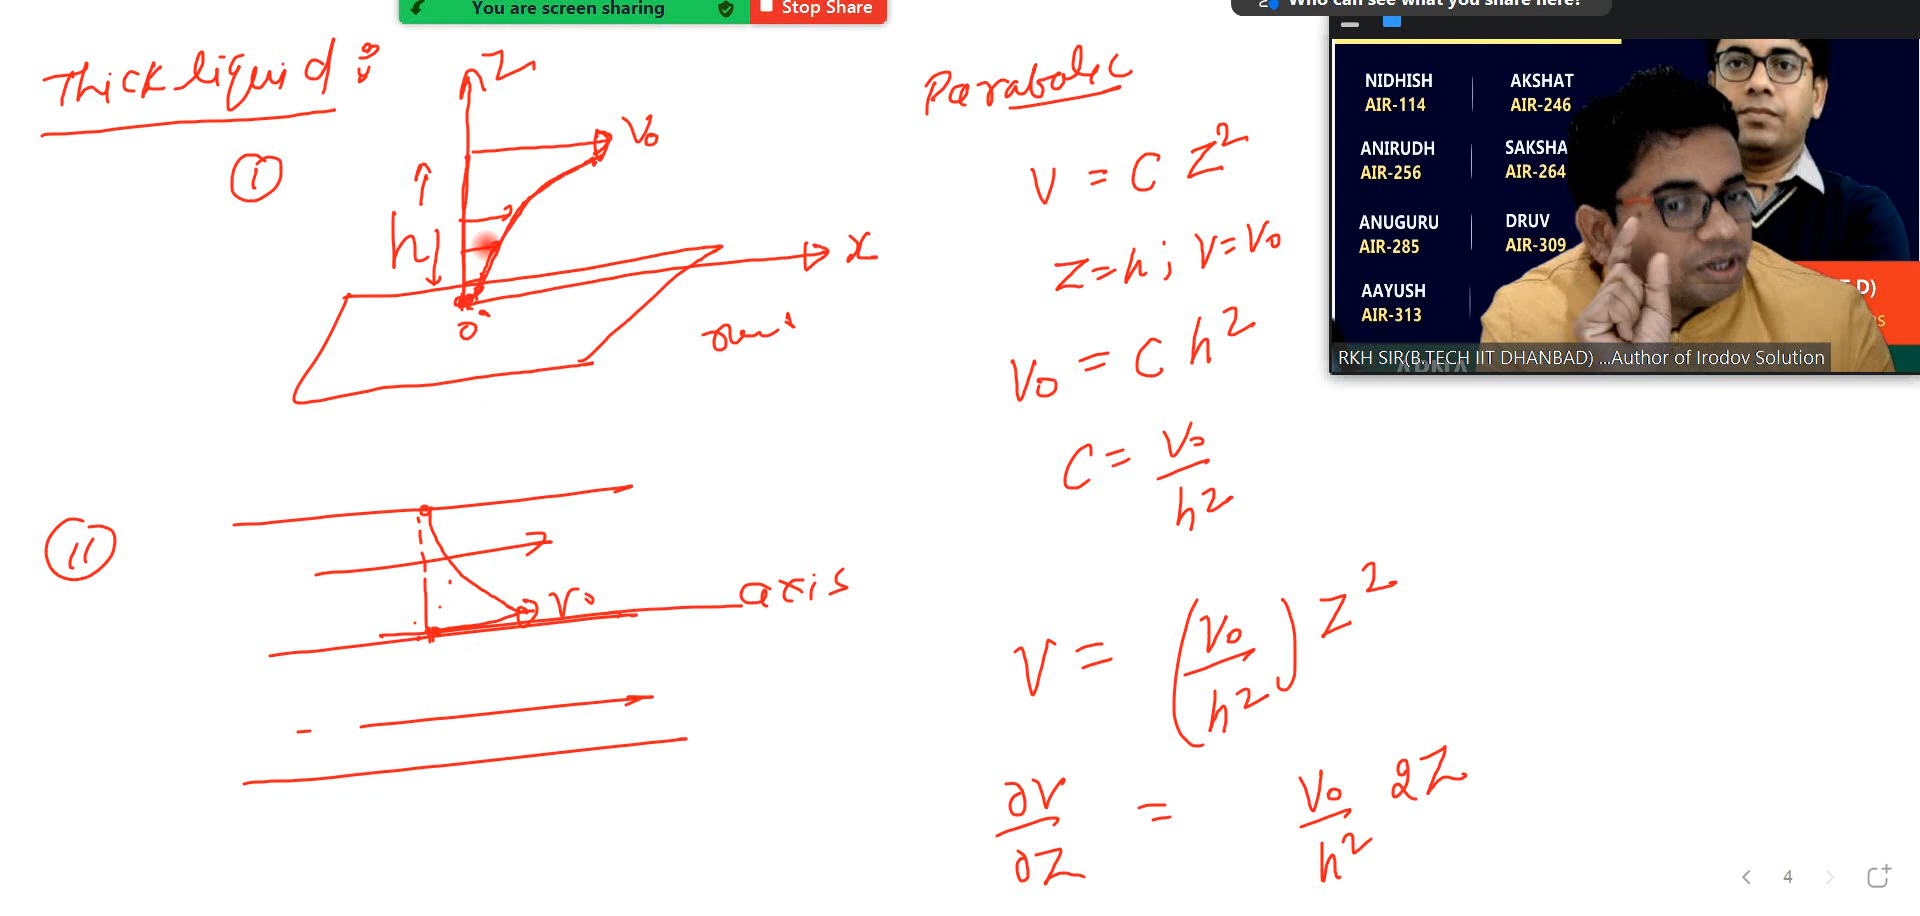 You are screen sharing
Stop Share
Who can see what you share here?
Thick liquid :
Z
V₀
(i)
h
x
O
Parabolic
V = C Z²
Z = h ; V = V₀
V₀ = C h²
C = V₀/h²
V = (V₀/h²) Z²
∂V/∂Z = V₀/h² 2Z
(ii)
V₀
axis
NIDHISH
AIR-114
AKSHAT
AIR-246
ANIRUDH
AIR-256
SAKSHA
AIR-264
ANUGURU
AIR-285
DRUV
AIR-309
AAYUSH
AIR-313
D)
RKH SIR(B.TECH IIT DHANBAD) ...Author of Irodov Solution
4